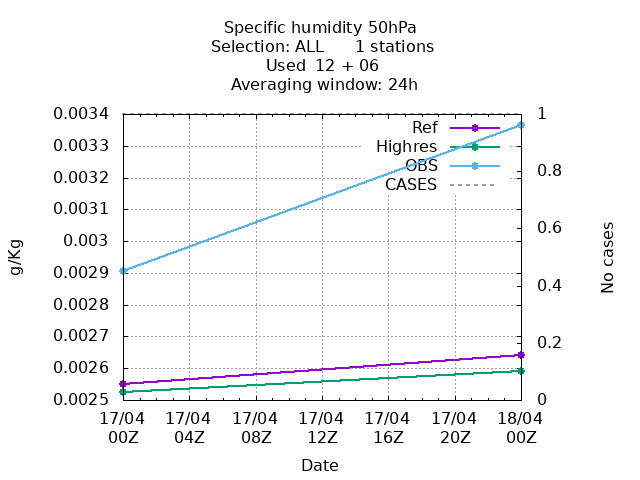 Specific humidity 50hPa
Selection: ALL 1 stations
Used 12 + 06
Averaging window: 24h
0.0034
0.0033
0.0032
0.0031
0.003
0.0029
0.0028
0.0027
0.0026
0.0025
g/Kg
Ref
Highres
OBS
CASES
1
0.8
0.6
0.4
0.2
0
No cases
17/04 17/04 17/04 17/04 17/04 17/04 18/04
00Z 04Z 08Z 12Z 16Z 20Z 00Z
Date